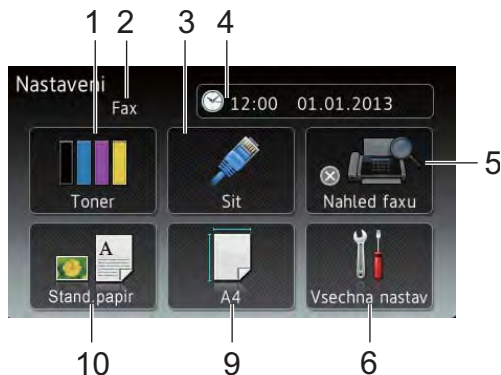 1 2 3 4
Nastaveni
Fax
12:00 01.01.2013
5
Toner
Sit
Nahled faxu
A
Stand.papir
A4
Vsechna nastav
10 9 6